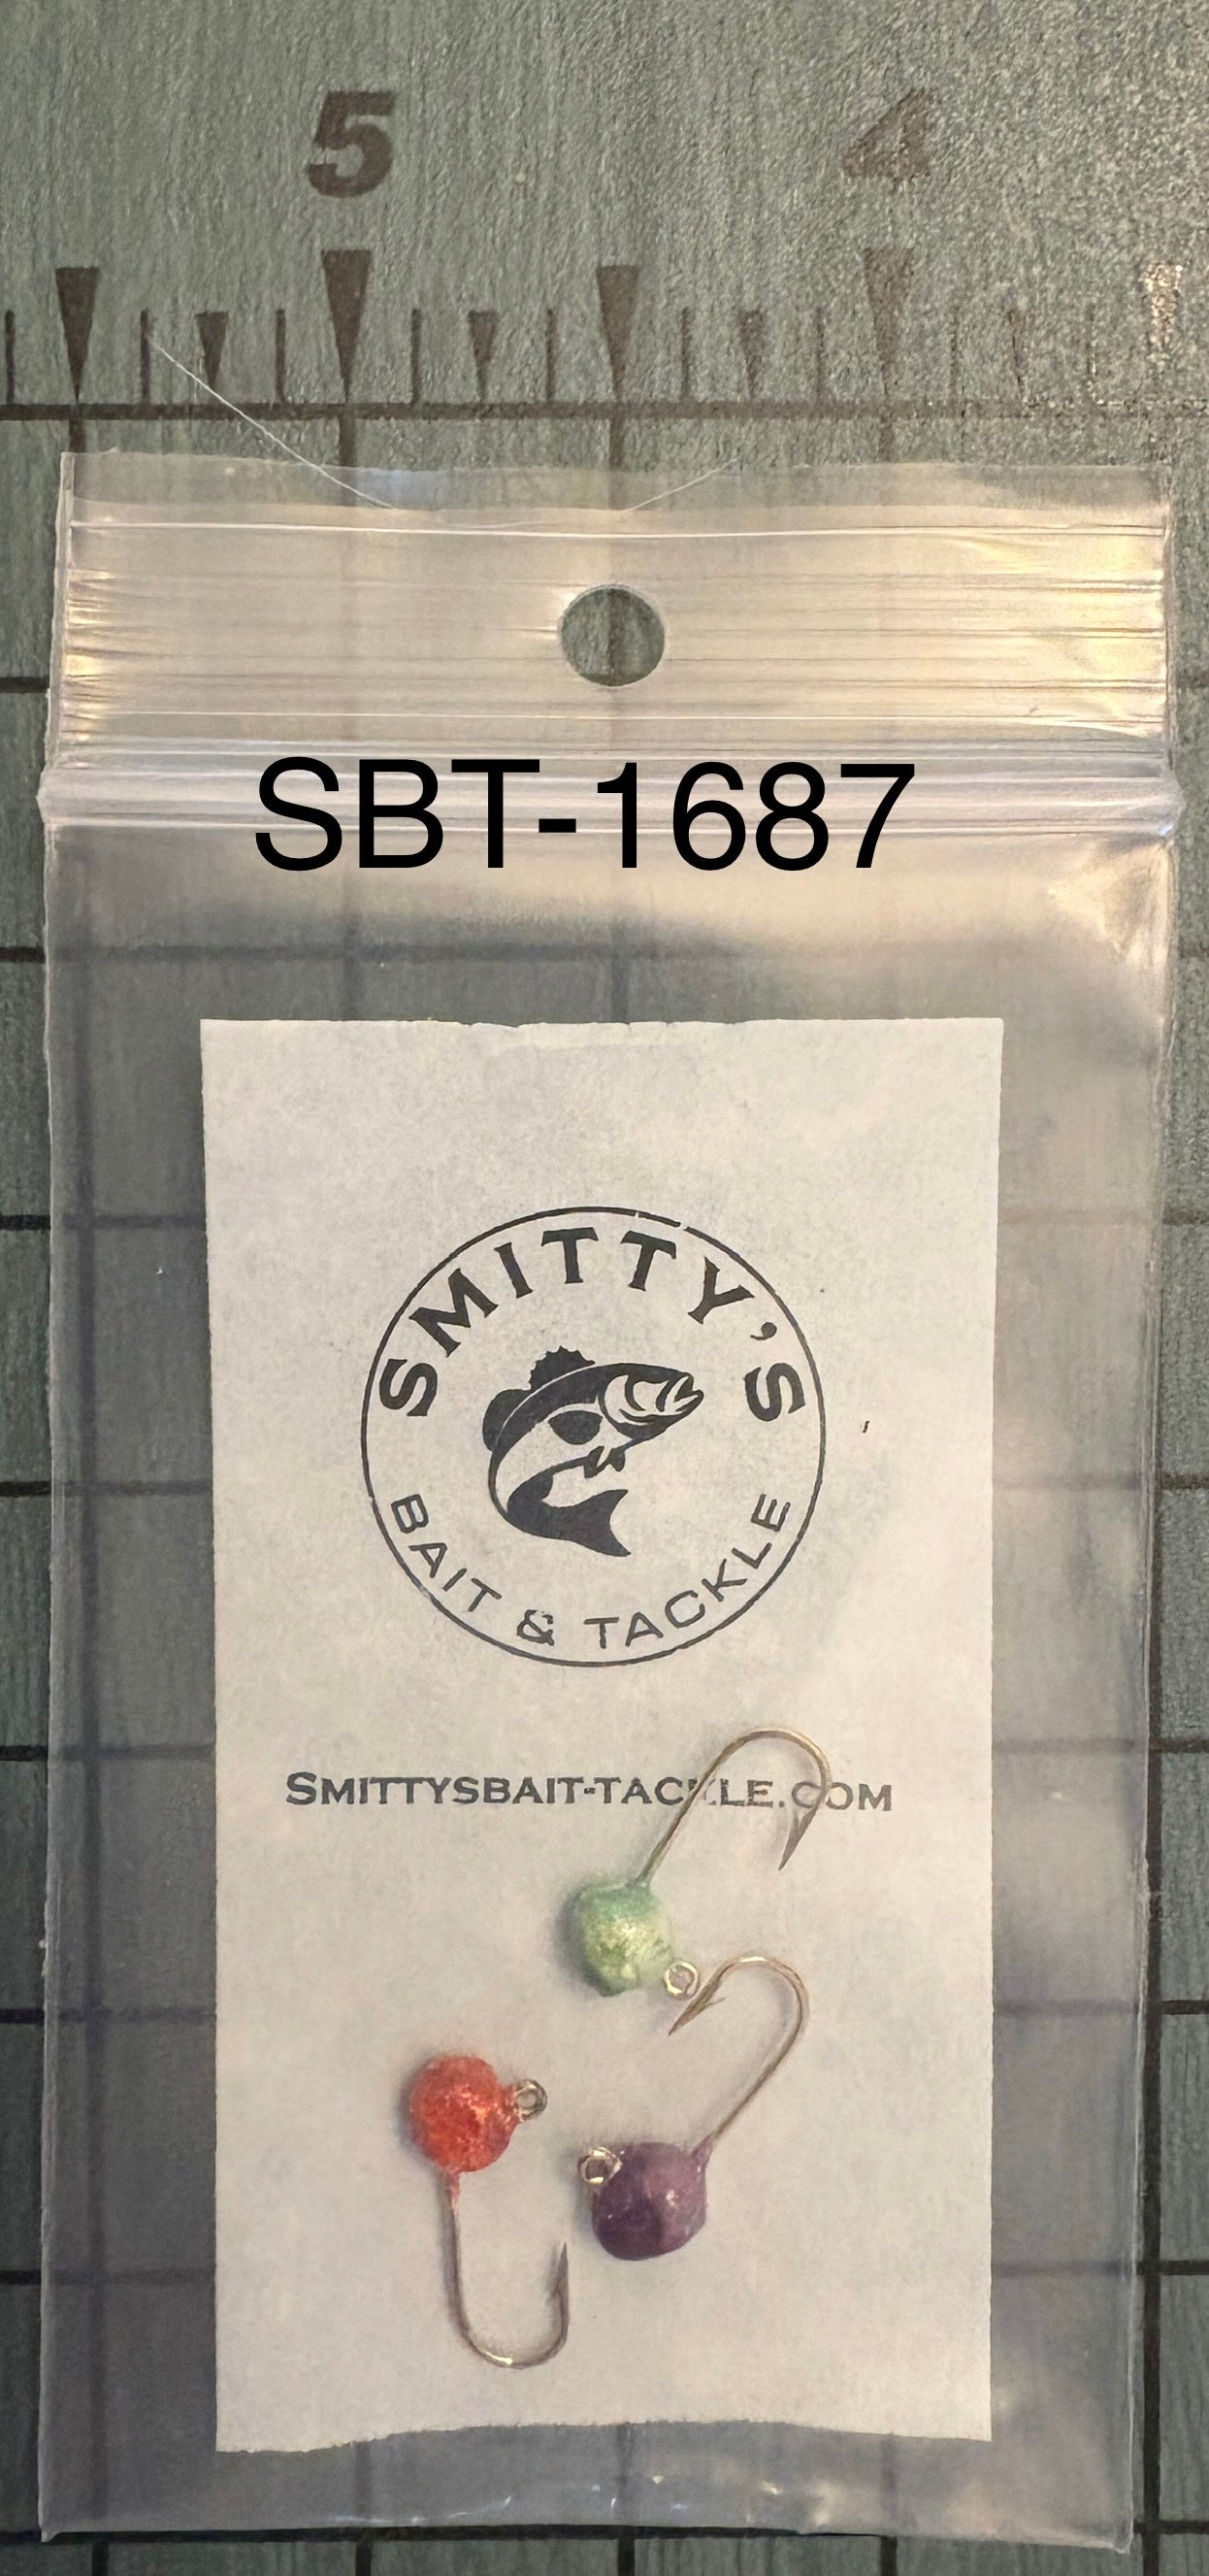 5 4
SBT-1687
SMITTY'S
BAIT & TACKLE
SMITTYSBAIT-TACKLE.COM